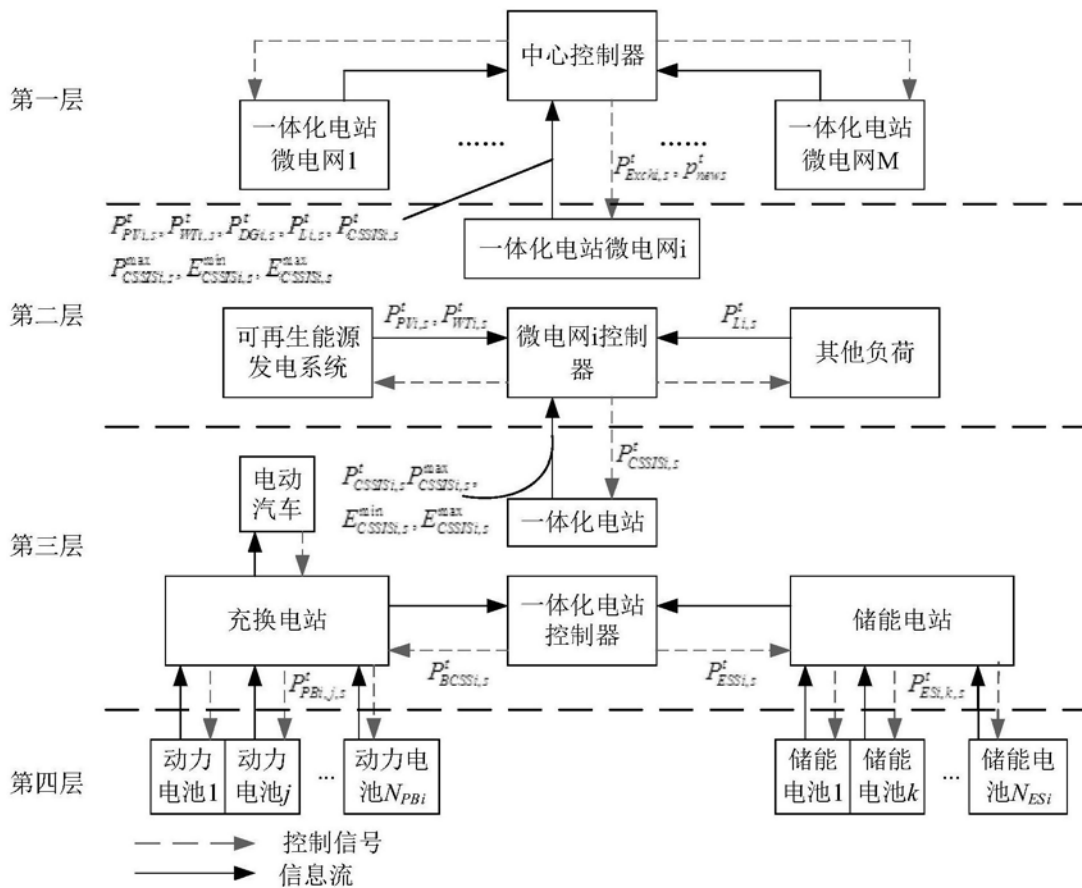 中心控制器
第一层
一体化电站
微电网1
......
......
一体化电站
微电网M
P^t_{Exchi,s}, p^t_{news}
P^t_{PVi,s}, P^t_{WTi,s}, P^t_{DGi,s}, P^t_{Li,s}, P^t_{CSSISi,s}
P^{max}_{CSSISi,s}, E^{min}_{CSSISi,s}, E^{max}_{CSSISi,s}
一体化电站微电网i
第二层
可再生能源
发电系统
P^t_{PVi,s}, P^t_{WTi,s}
微电网i控制
器
P^t_{Li,s}
其他负荷
第三层
电动
汽车
P^t_{CSSISi,s} P^{max}_{CSSISi,s},
E^{min}_{CSSISi,s}, E^{max}_{CSSISi,s}
P^t_{CSSISi,s}
一体化电站
充换电站
一体化电站
控制器
储能电站
P^t_{BCSSi,s}
P^t_{ESSi,s}
P^t_{PBi,j,s}
P^t_{ESi,k,s}
第四层
动力
电池1
动力
电池j
...
动力电
池N_{PBi}
储能
电池1
储能
电池k
...
储能电
池N_{ESi}
控制信号
信息流